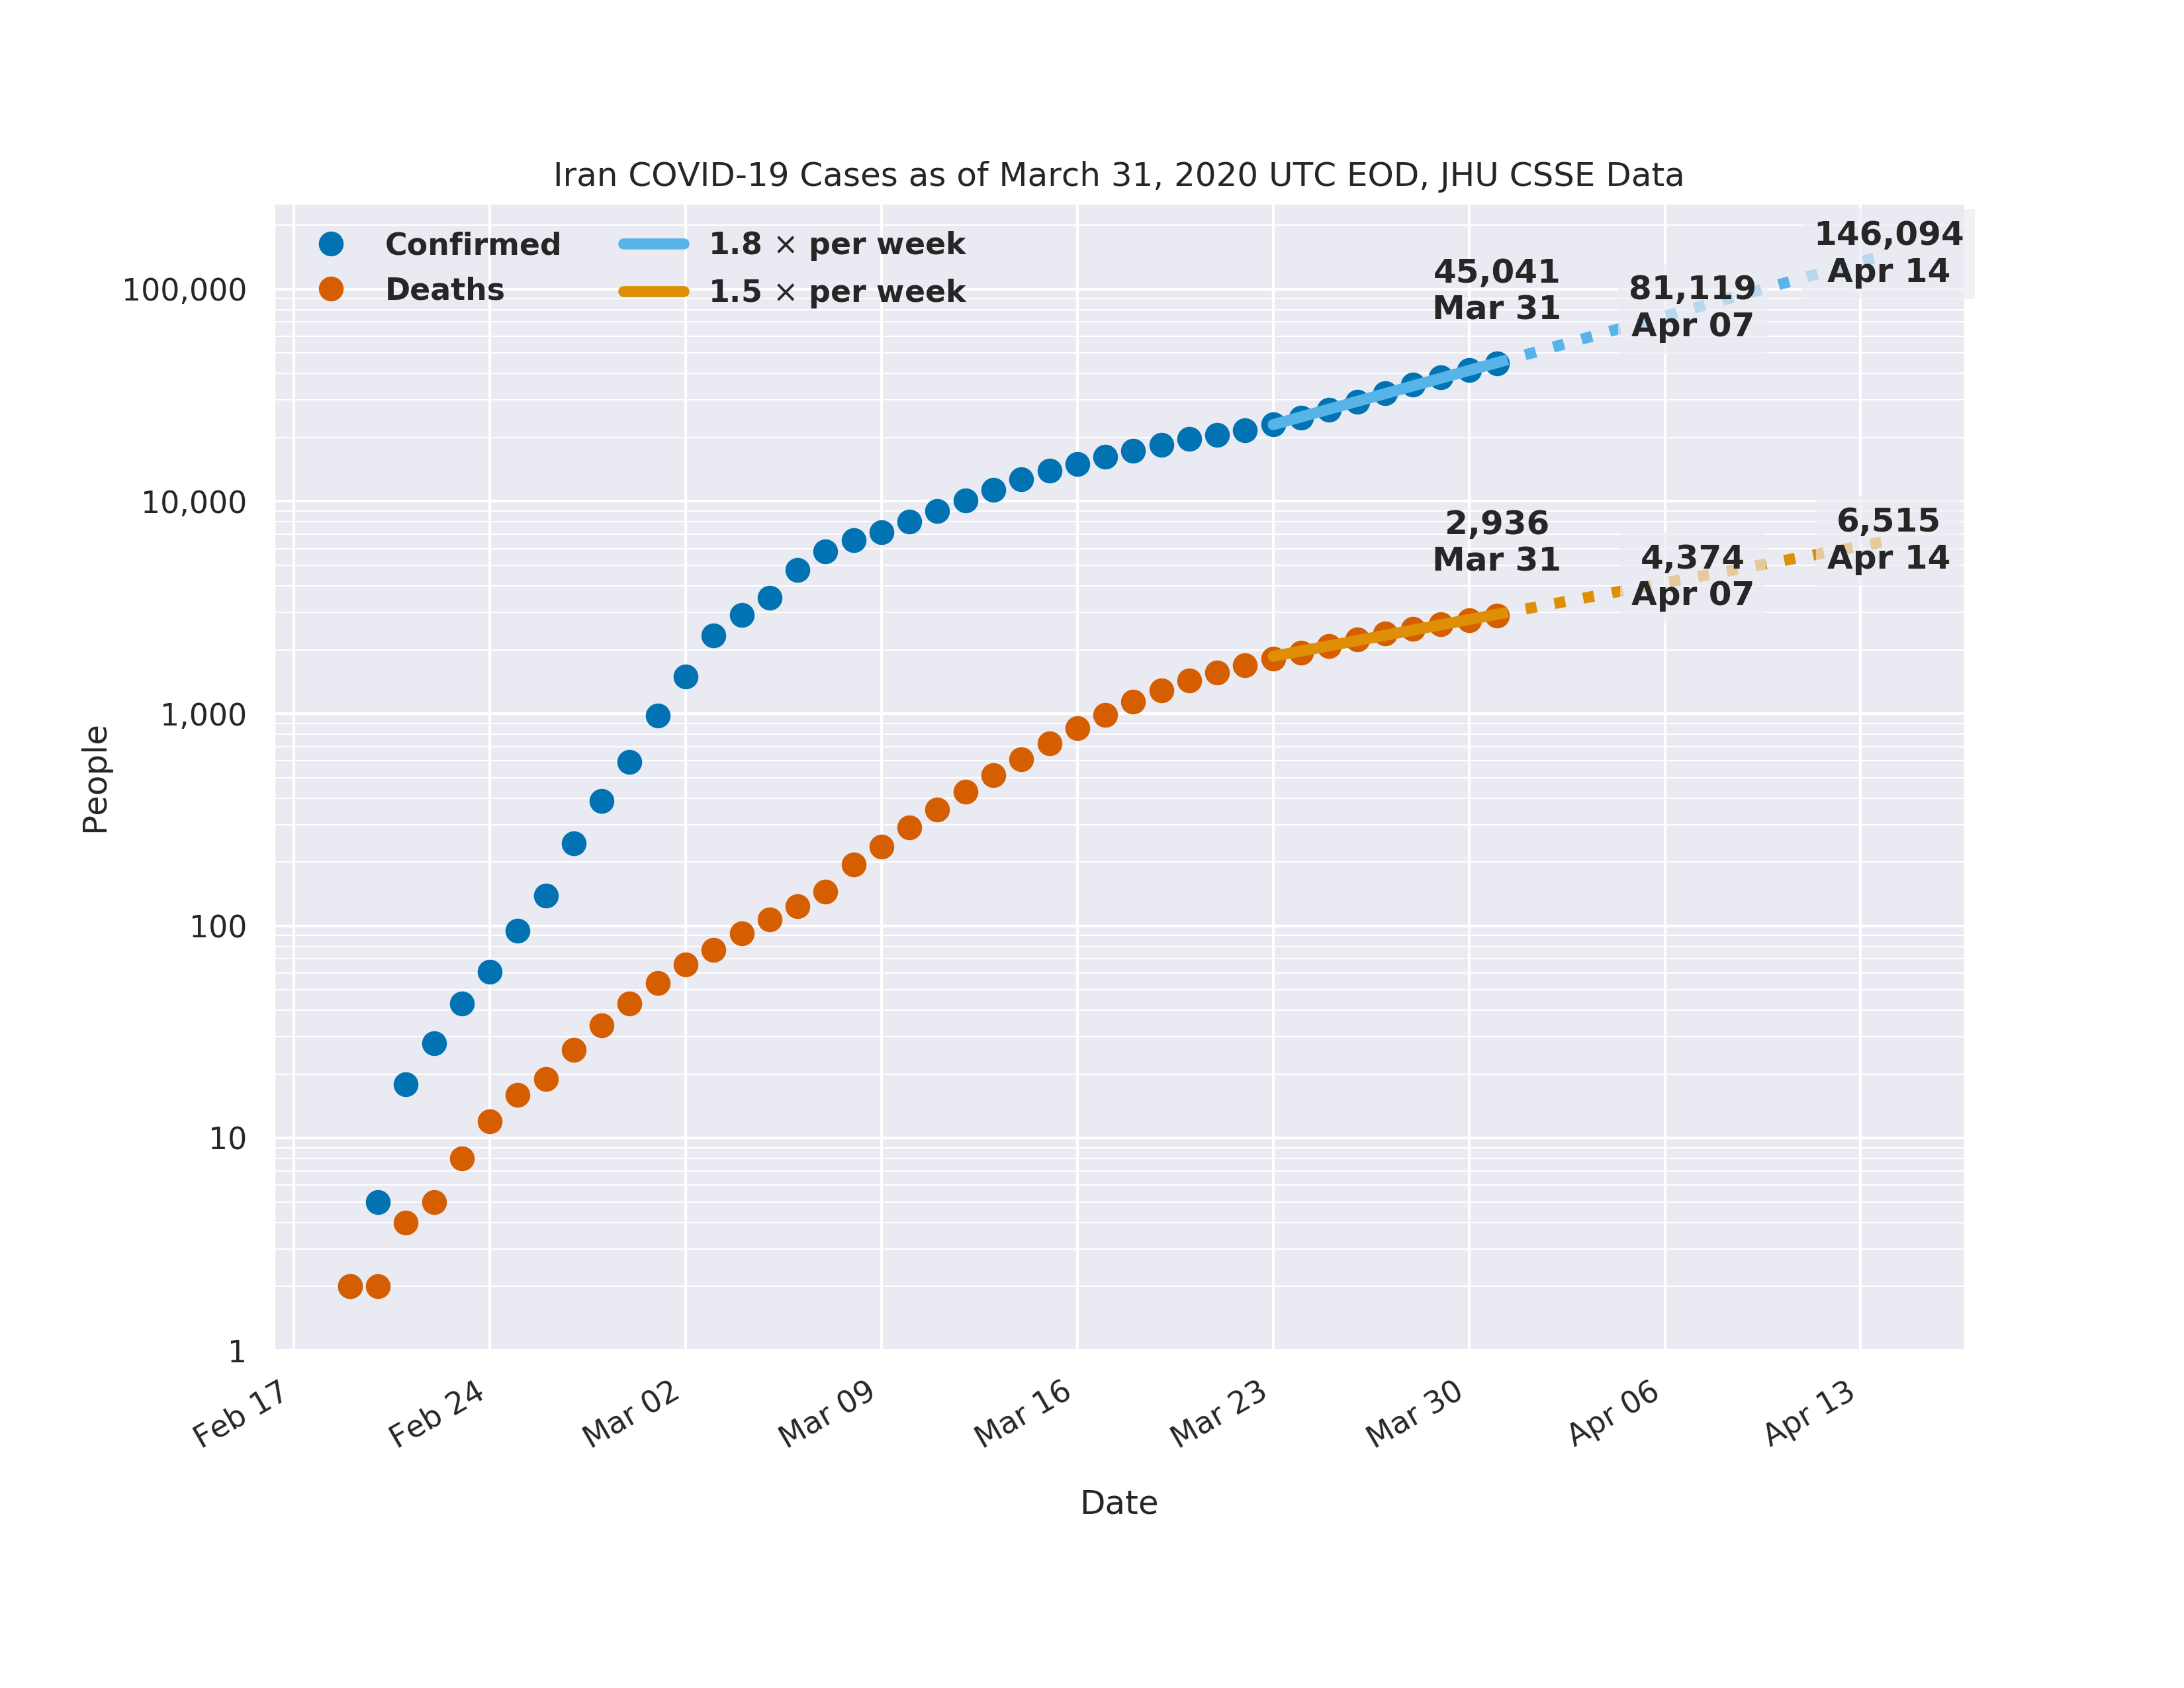 Iran COVID-19 Cases as of March 31, 2020 UTC EOD, JHU CSSE Data
Confirmed
Deaths
1.8 × per week
1.5 × per week
146,094
Apr 14
45,041
Mar 31
81,119
Apr 07
2,936
Mar 31
4,374
Apr 07
6,515
Apr 14
People
100,000
10,000
1,000
100
10
1
Feb 17
Feb 24
Mar 02
Mar 09
Mar 16
Mar 23
Mar 30
Apr 06
Apr 13
Date